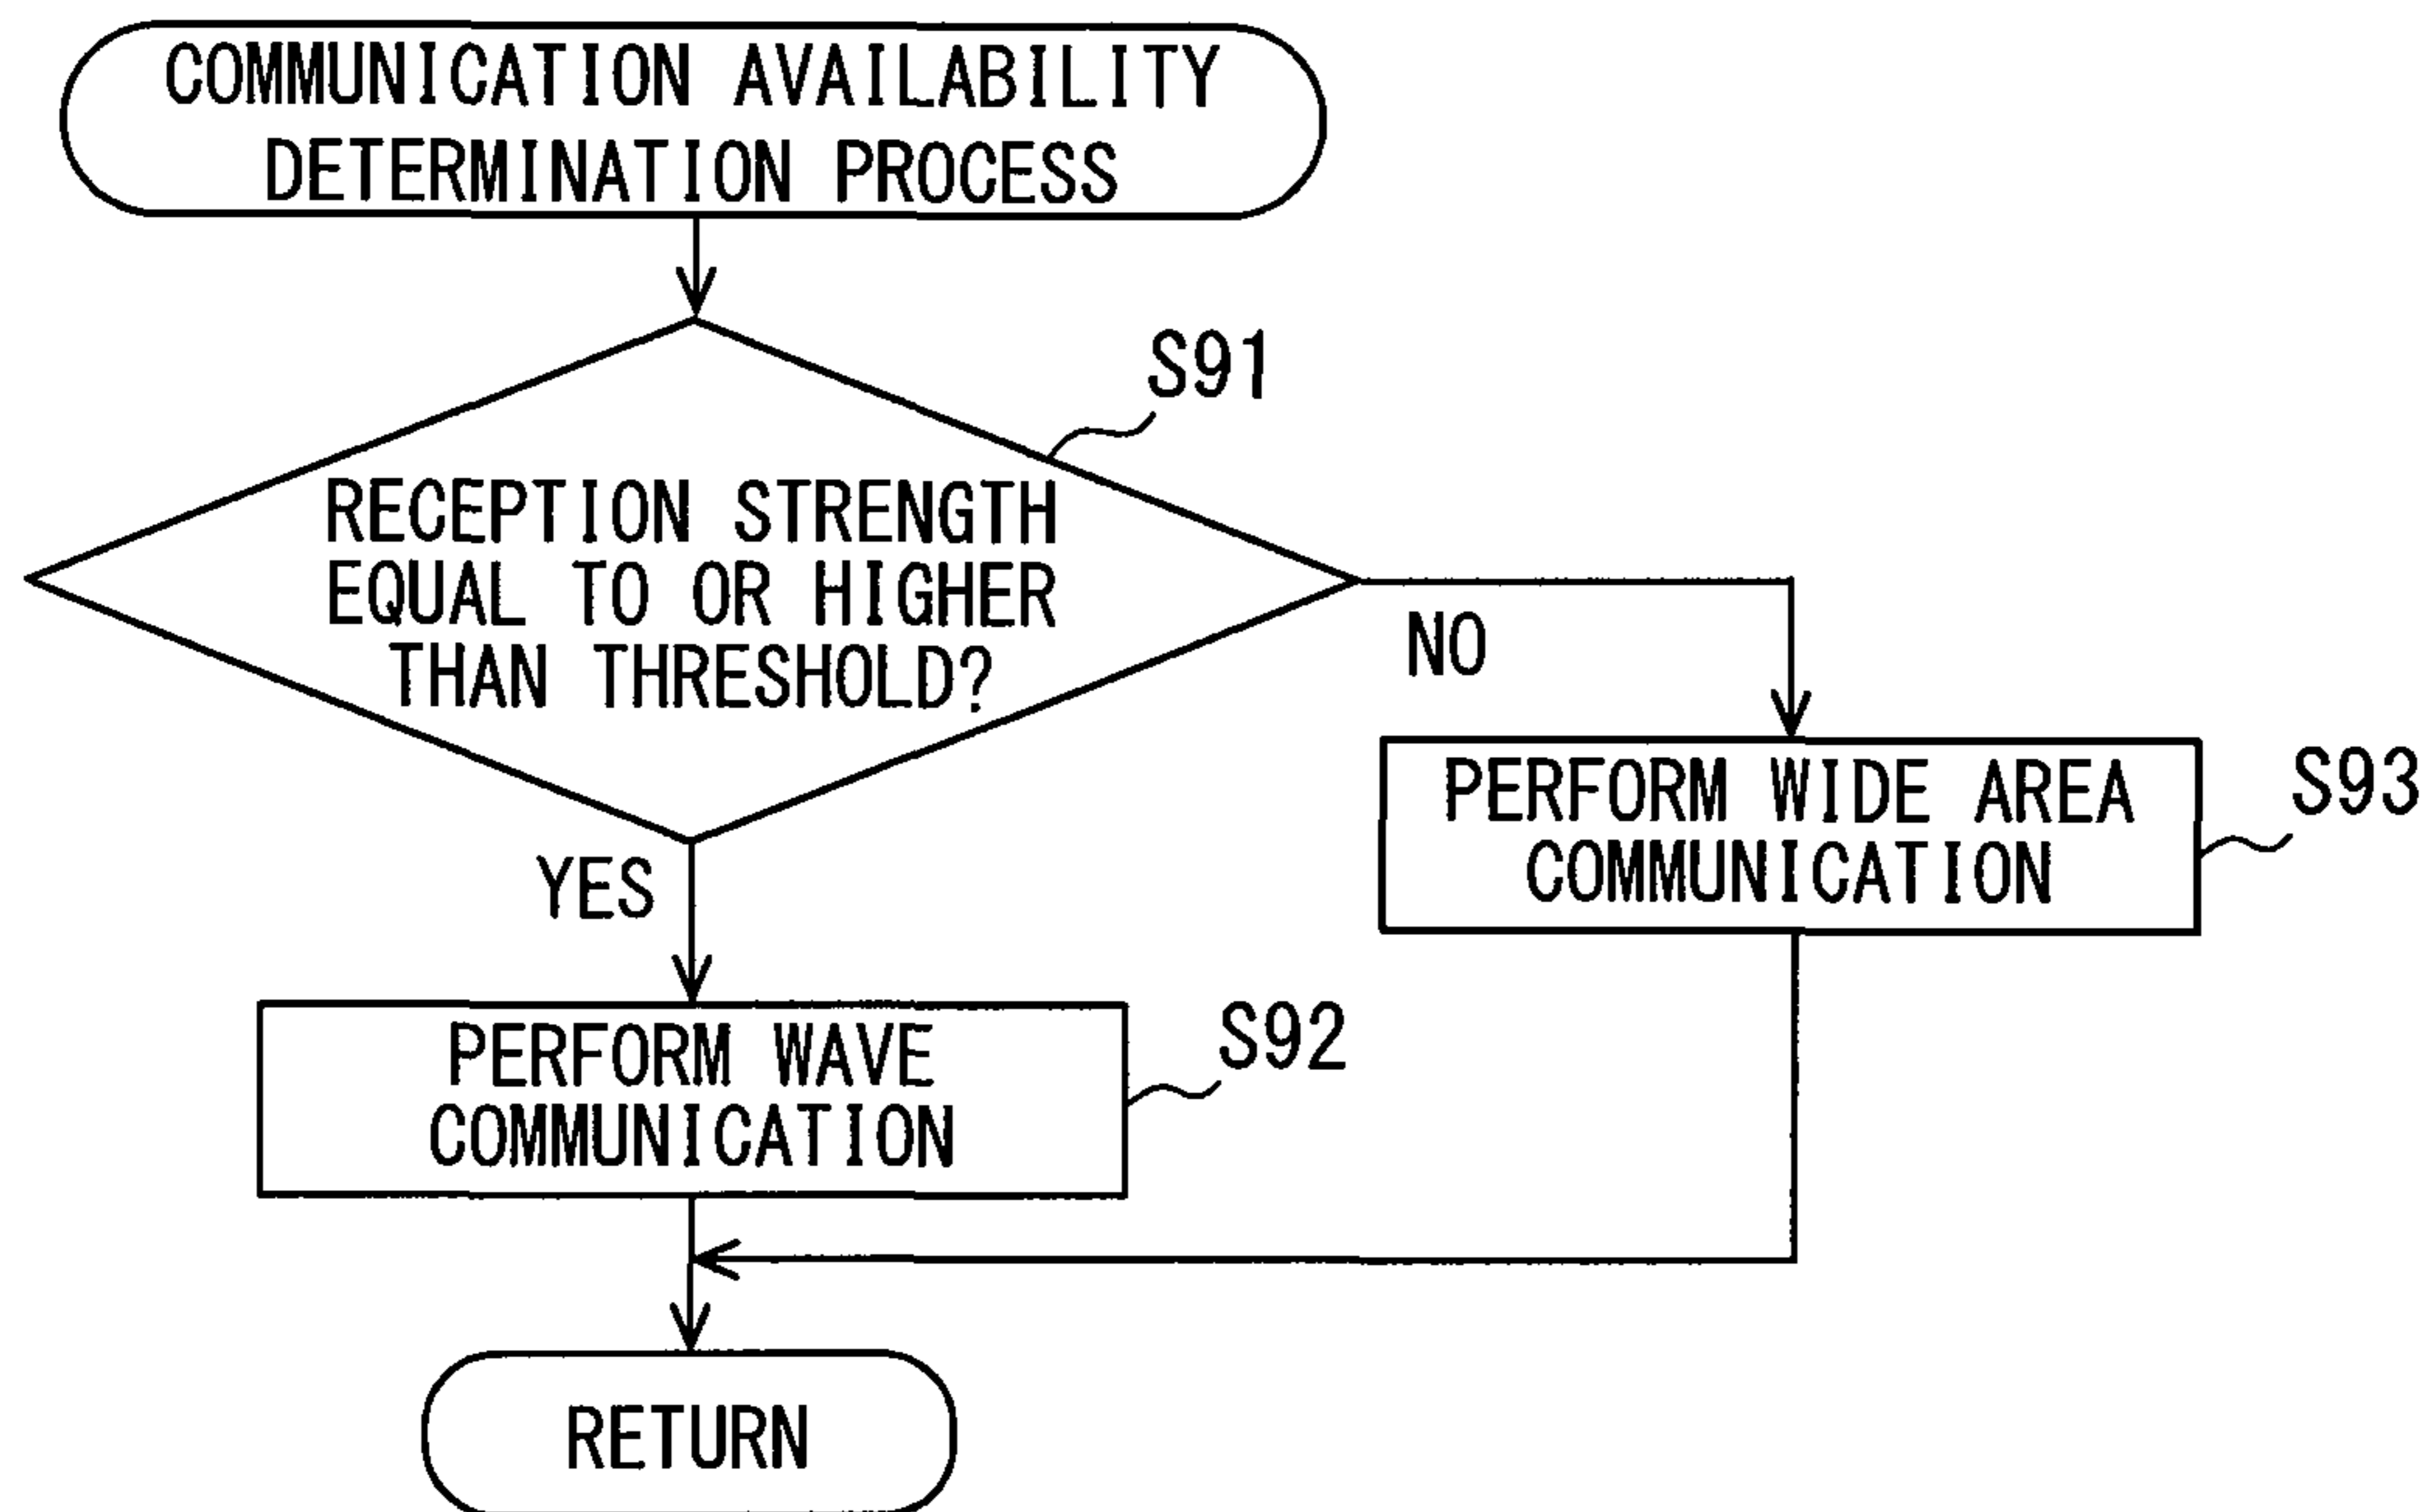 COMMUNICATION AVAILABILITY
DETERMINATION PROCESS
S91
RECEPTION STRENGTH
EQUAL TO OR HIGHER
THAN THRESHOLD?
NO
YES
PERFORM WIDE AREA
COMMUNICATION
S93
PERFORM WAVE
COMMUNICATION
S92
RETURN